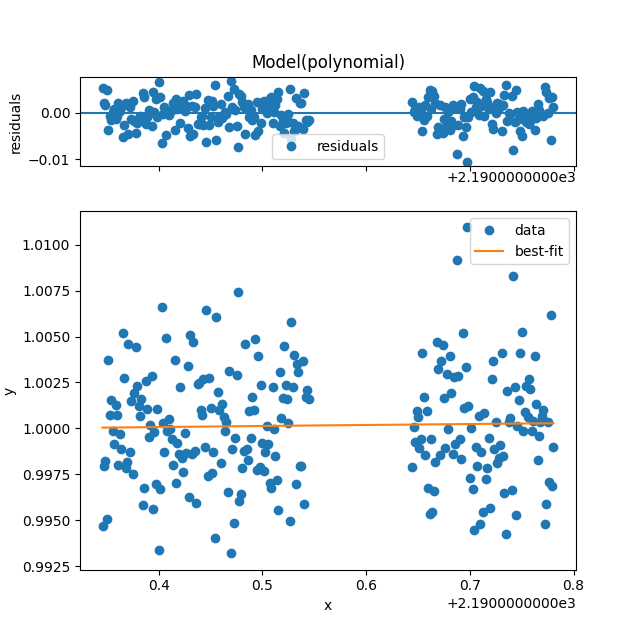 Model(polynomial)
residuals
0.00
−0.01
residuals
+2.1900000000e3
y
1.0100
1.0075
1.0050
1.0025
1.0000
0.9975
0.9950
0.9925
data
best-fit
0.4 0.5 0.6 0.7 0.8
x
+2.1900000000e3